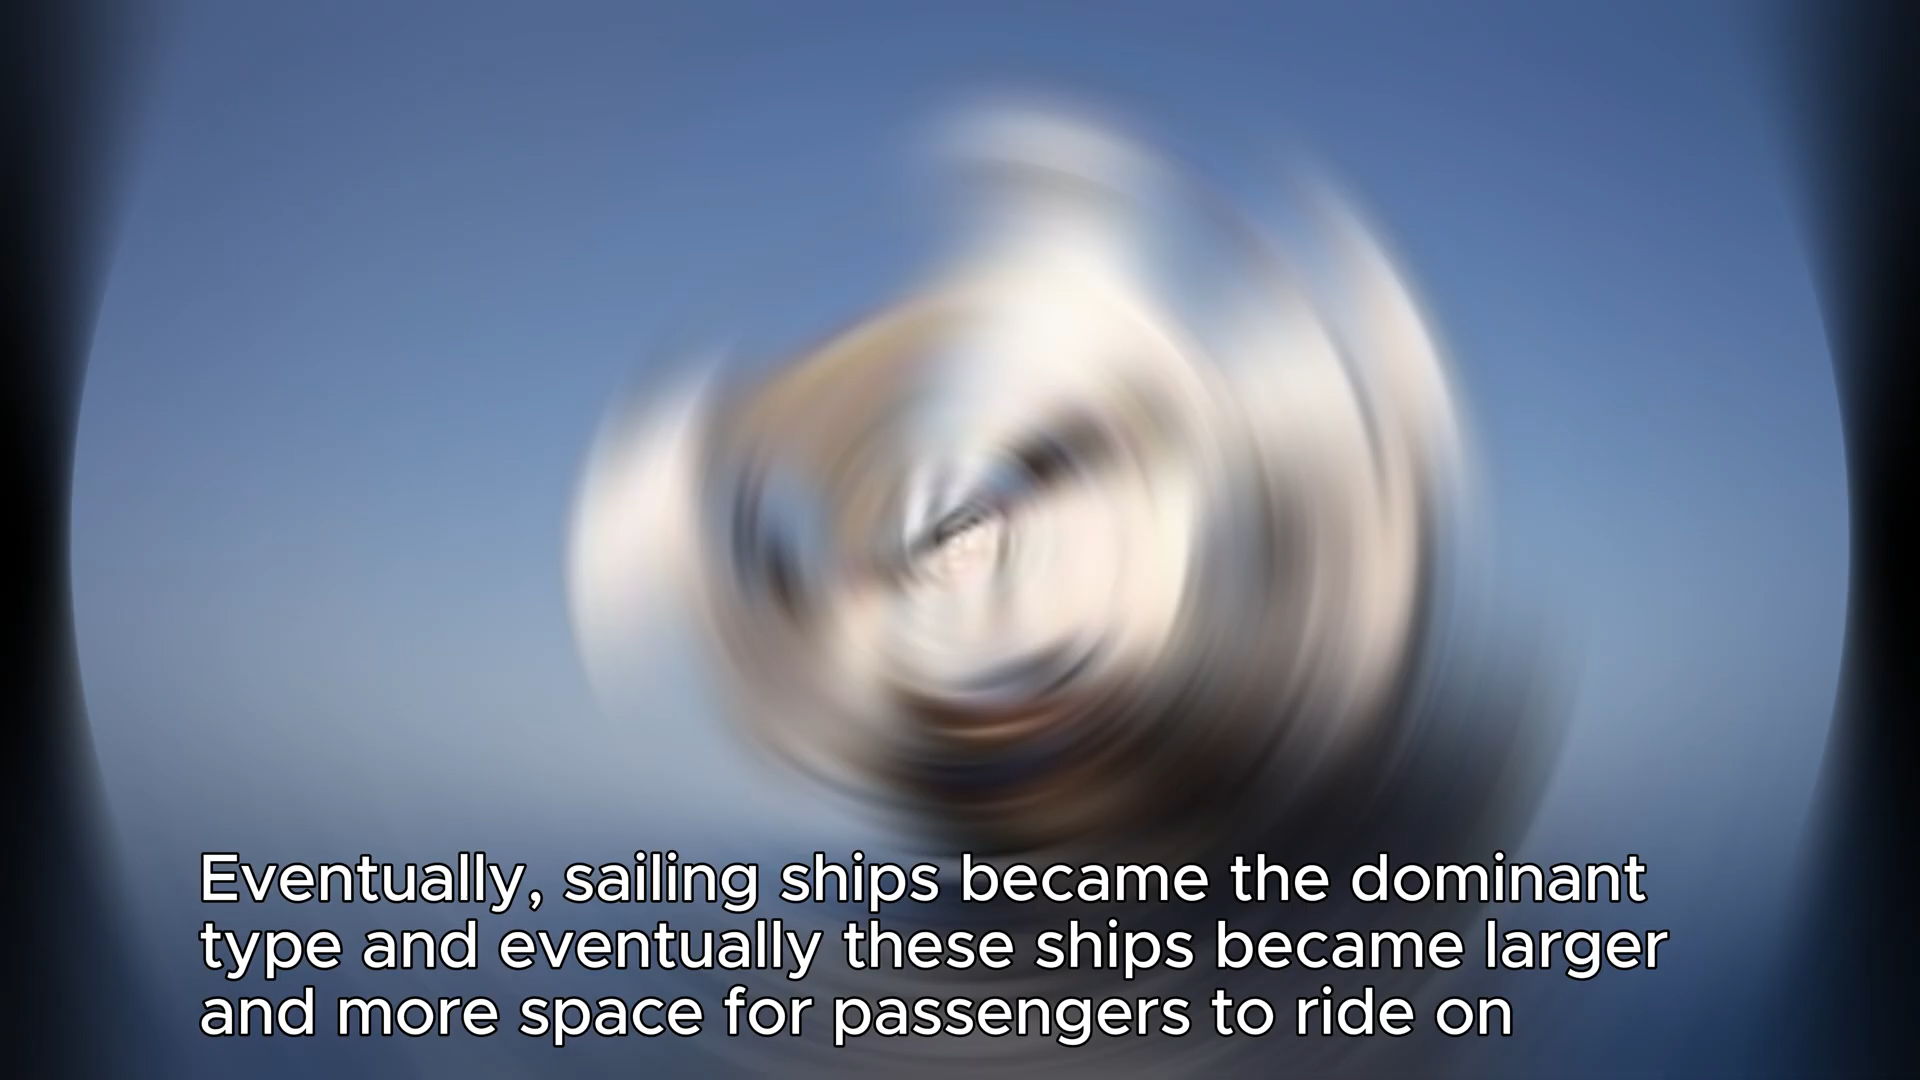 Eventually, sailing ships became the dominant
type and eventually these ships became larger
and more space for passengers to ride on